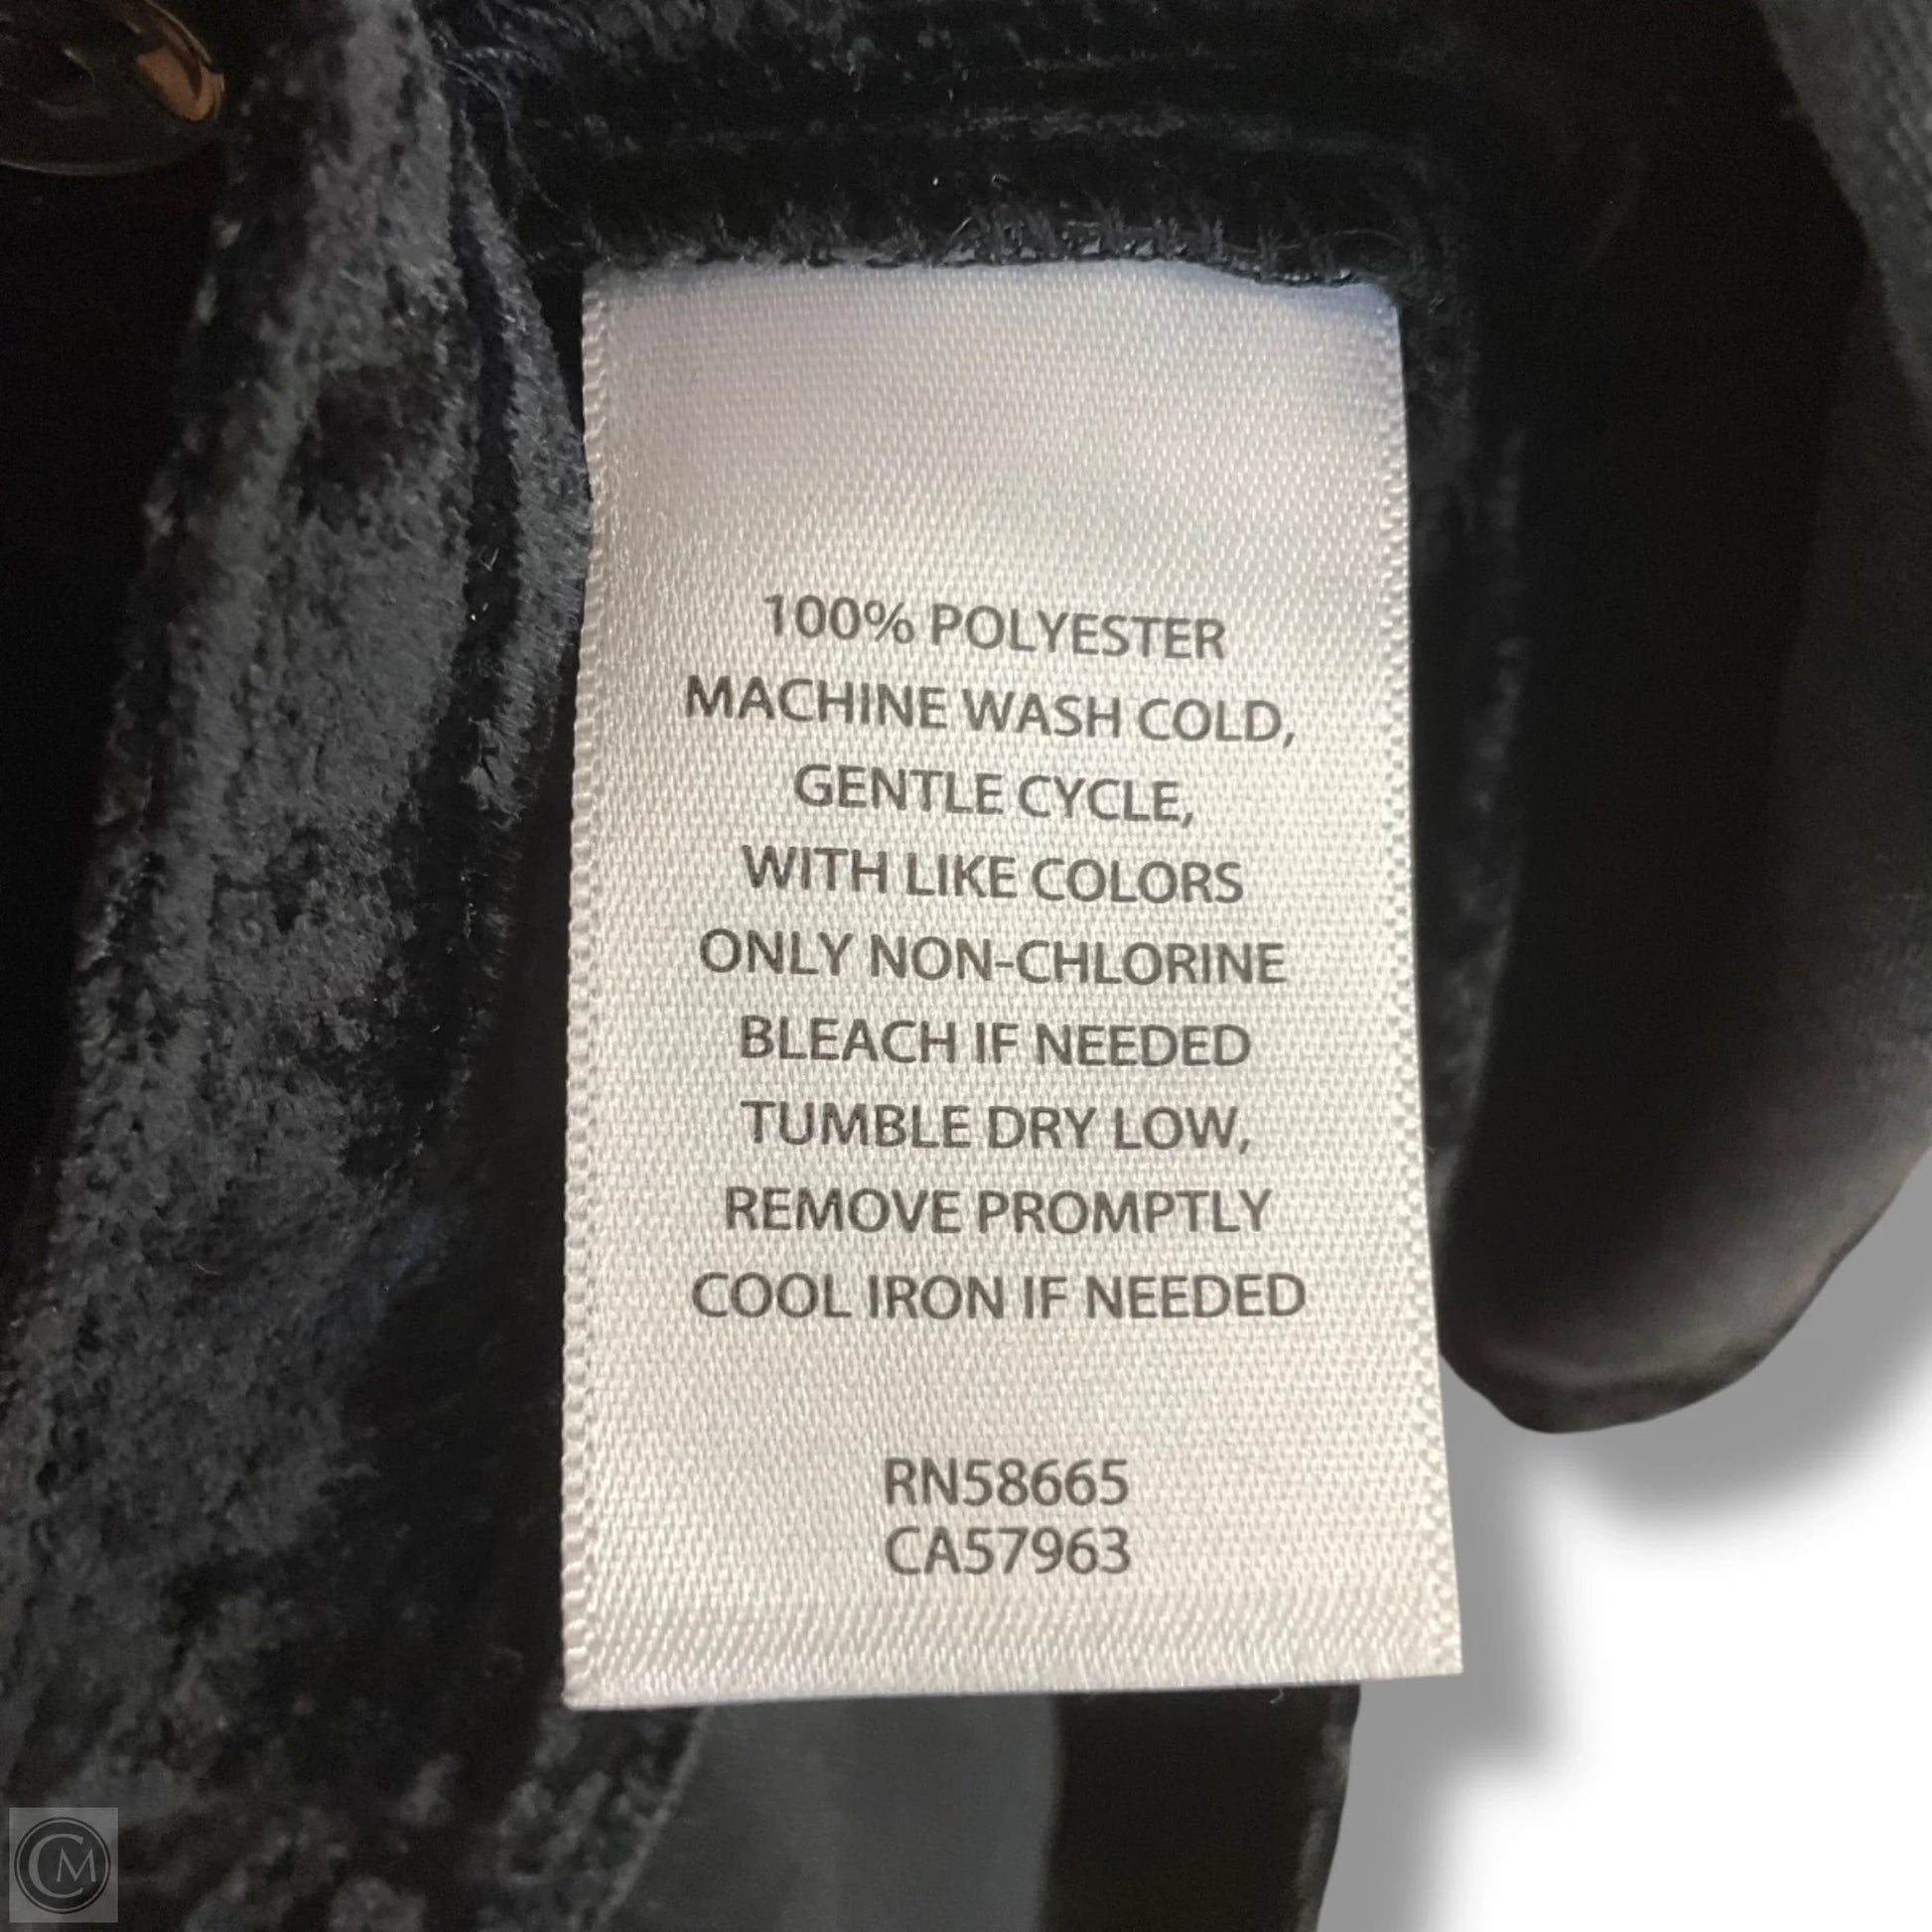 100% POLYESTER
MACHINE WASH COLD,
GENTLE CYCLE,
WITH LIKE COLORS
ONLY NON-CHLORINE
BLEACH IF NEEDED
TUMBLE DRY LOW,
REMOVE PROMPTLY
COOL IRON IF NEEDED
RN58665
CA57963
CM